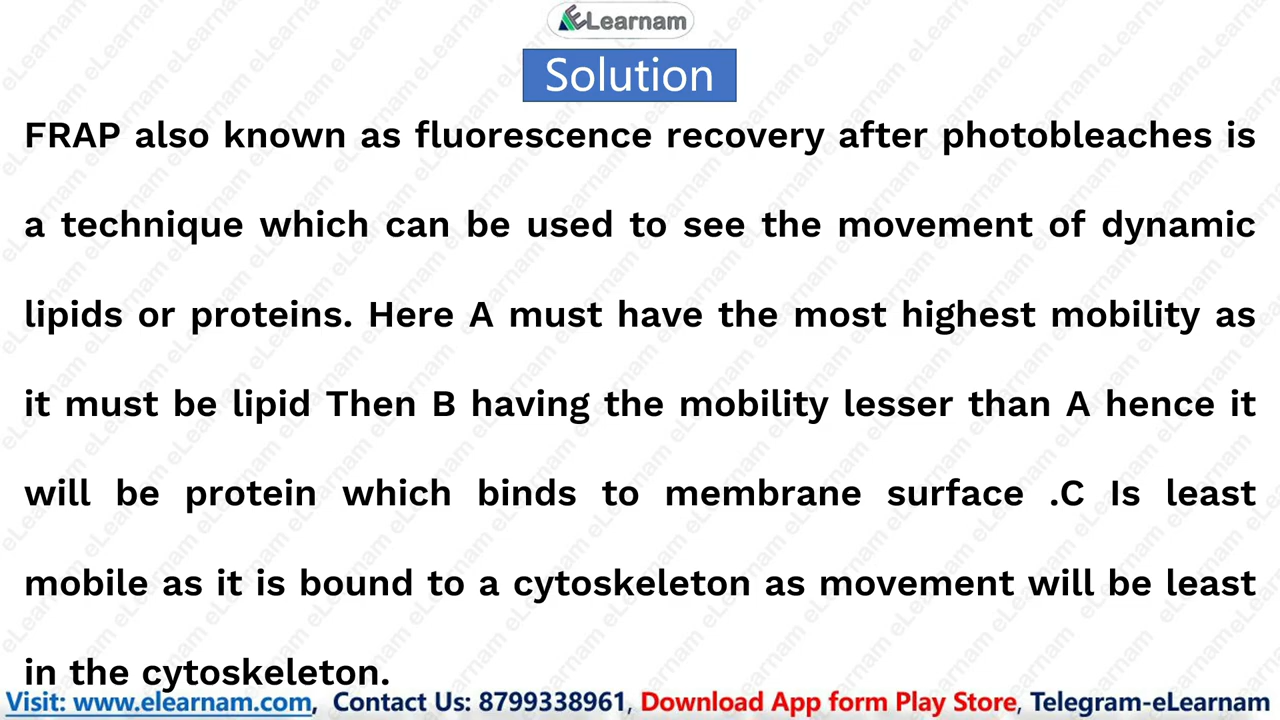 ELearnam
Solution
FRAP also known as fluorescence recovery after photobleaches is
a technique which can be used to see the movement of dynamic
lipids or proteins. Here A must have the most highest mobility as
it must be lipid Then B having the mobility lesser than A hence it
will be protein which binds to membrane surface .C Is least
mobile as it is bound to a cytoskeleton as movement will be least
in the cytoskeleton.
Visit: www.elearnam.com, Contact Us: 8799338961, Download App form Play Store, Telegram-eLearnam